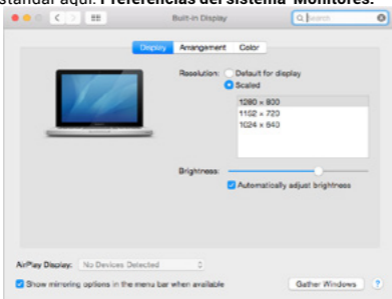 estándar aquí: Preferencias del sistema Monitores.
Built-in Display
Search
Display Arrangement Color
Resolution: Default for display
Scaled
1280 × 800
1152 × 720
1024 × 640
Brightness:
Automatically adjust brightness
AirPlay Display: No Devices Detected
Show mirroring options in the menu bar when available
Gather Windows ?